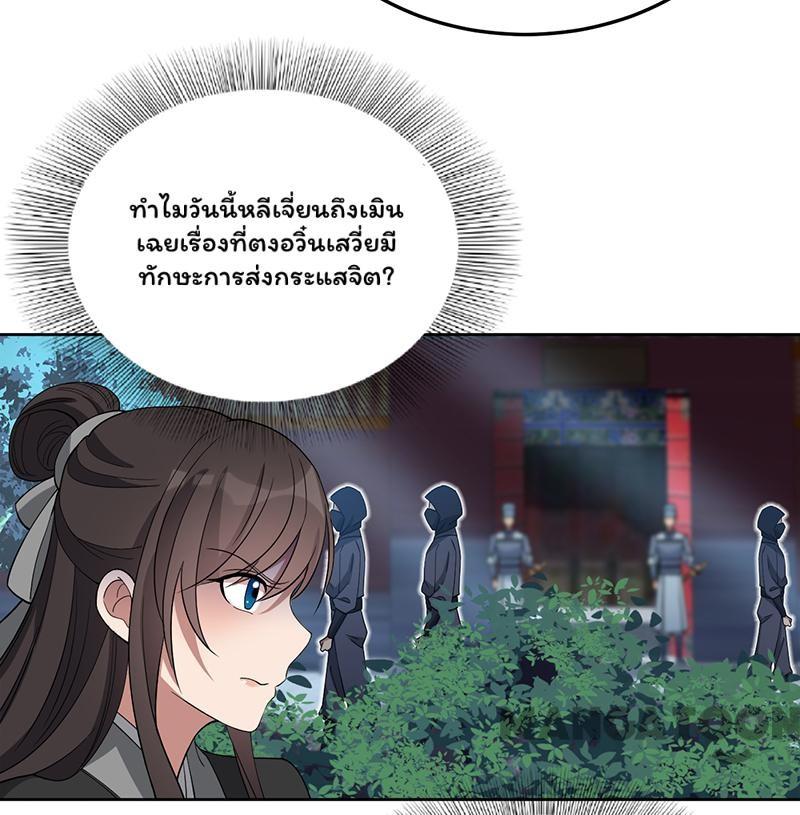 ทำไมวันนี้หลีเจี่ยนถึงเมิน
เฉยเรื่องที่ตงอวิ๋นเสวี่ยมี
ทักษะการส่งกระแสจิต?
MANGATOON